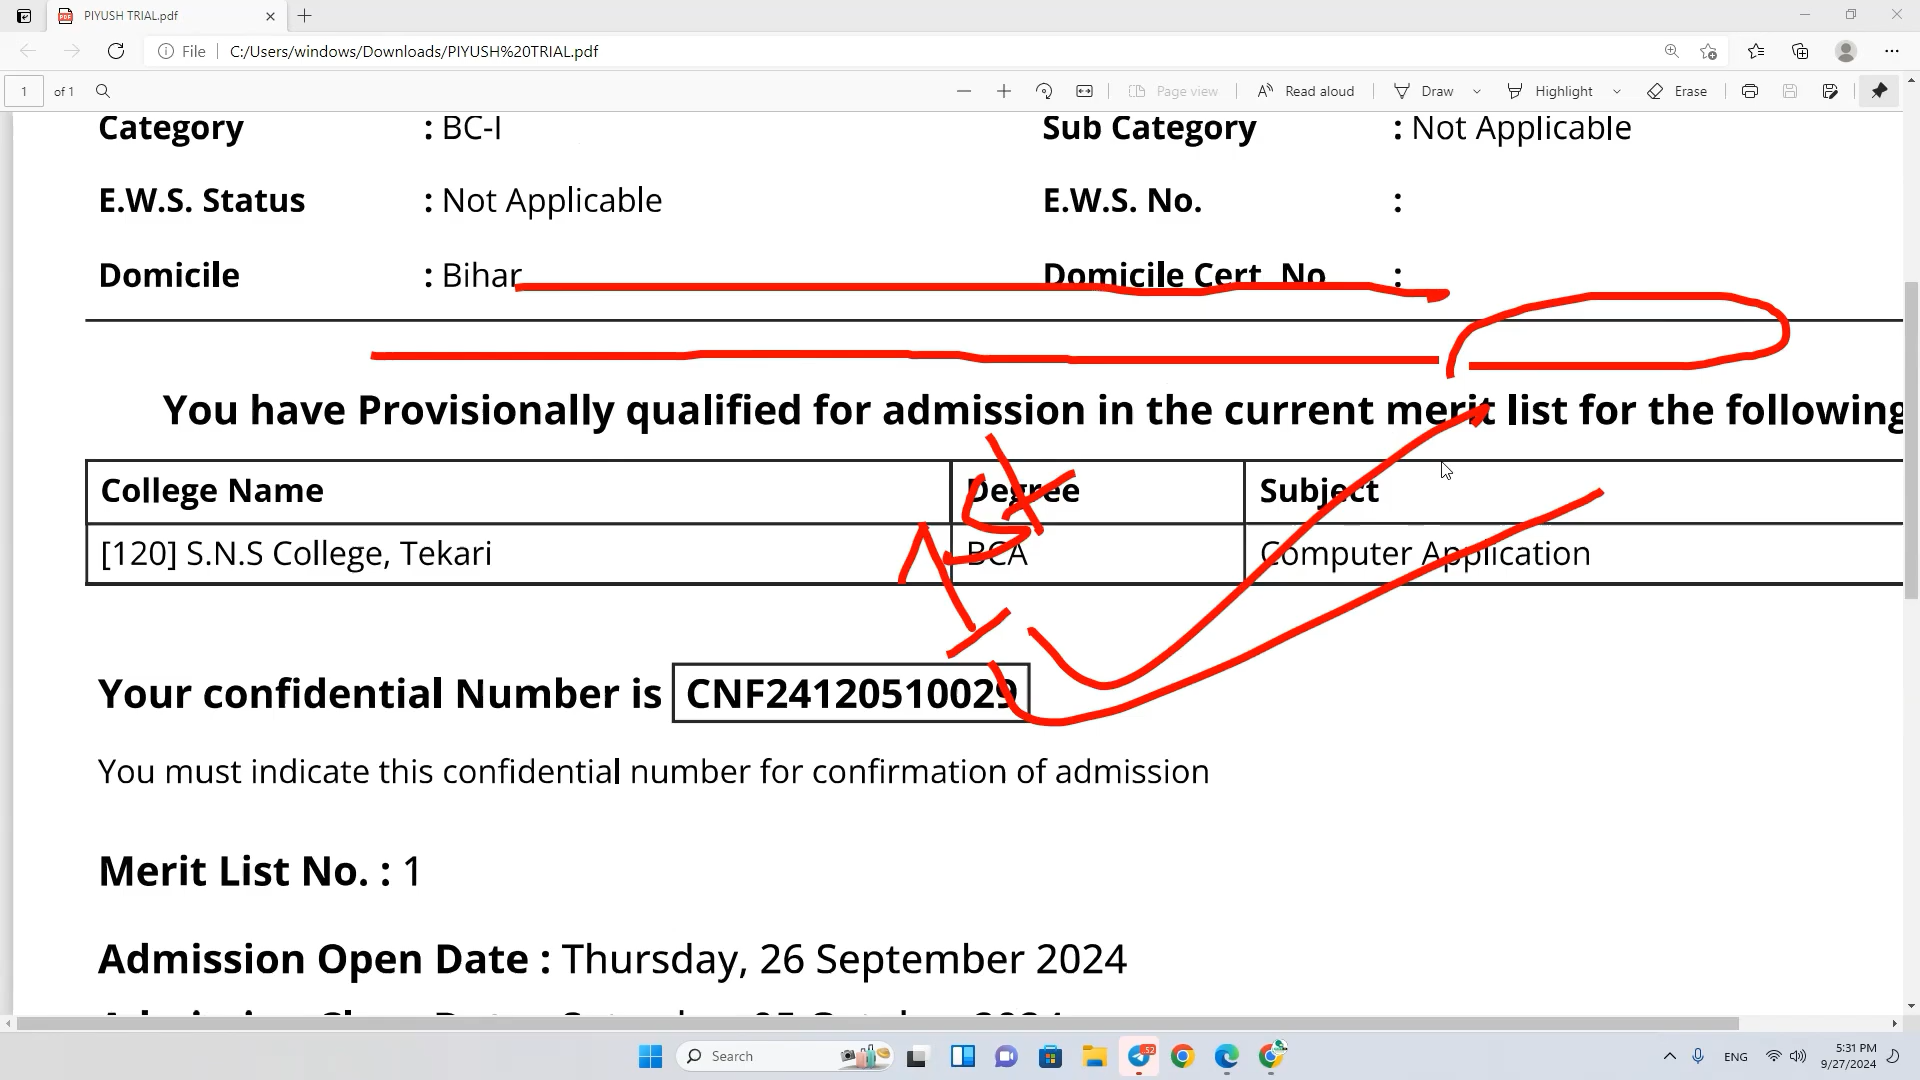 PIYUSH TRIAL.pdf
File C:/Users/windows/Downloads/PIYUSH%20TRIAL.pdf
1 of 1 Page view Read aloud Draw Highlight Erase
Category : BC-I Sub Category : Not Applicable
E.W.S. Status : Not Applicable E.W.S. No. :
Domicile : Bihar Domicile Cert No :
You have Provisionally qualified for admission in the current merit list for the following
College Name Degree Subject
[120] S.N.S College, Tekari BCA Computer Application
Your confidential Number is CNF24120510029
You must indicate this confidential number for confirmation of admission
Merit List No. : 1
Admission Open Date : Thursday, 26 September 2024
Search 52 ENG 5:31 PM
9/27/2024